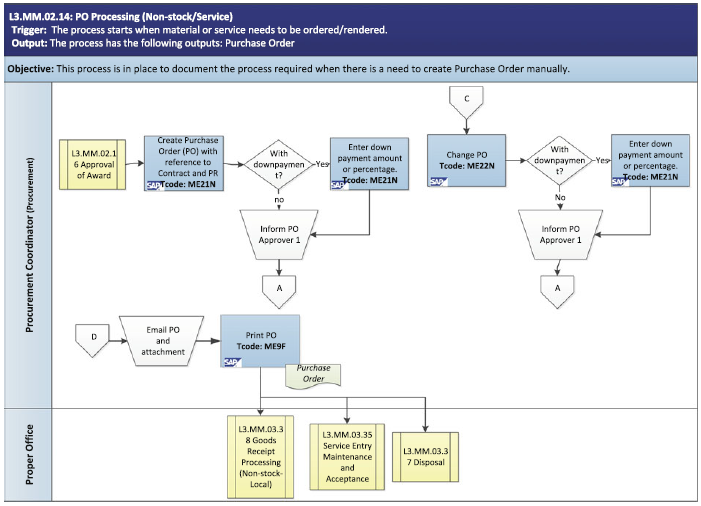 L3.MM.02.14: PO Processing (Non-stock/Service)
Trigger: The process starts when material or service needs to be ordered/rendered.
Output: The process has the following outputs: Purchase Order
Objective: This process is in place to document the process required when there is a need to create Purchase Order manually.
Procurement Coordinator (Procurement)
L3.MM.02.1
6 Approval
of Award
Create Purchase
Order (PO) with
reference to
Contract and PR
Tcode: ME21N
SAP
With
downpaymen
t?
Yes
no
Enter down
payment amount
or percentage.
Tcode: ME21N
SAP
Inform PO
Approver 1
A
C
Change PO
Tcode: ME22N
SAP
With
downpaymen
t?
Yes
No
Enter down
payment amount
or percentage.
Tcode: ME21N
SAP
Inform PO
Approver 1
A
D
Email PO
and
attachment
Print PO
Tcode: ME9F
SAP
Purchase
Order
Proper Office
L3.MM.03.3
8 Goods
Receipt
Processing
(Non-stock-
Local)
L3.MM.03.35
Service Entry
Maintenance
and
Acceptance
L3.MM.03.3
7 Disposal